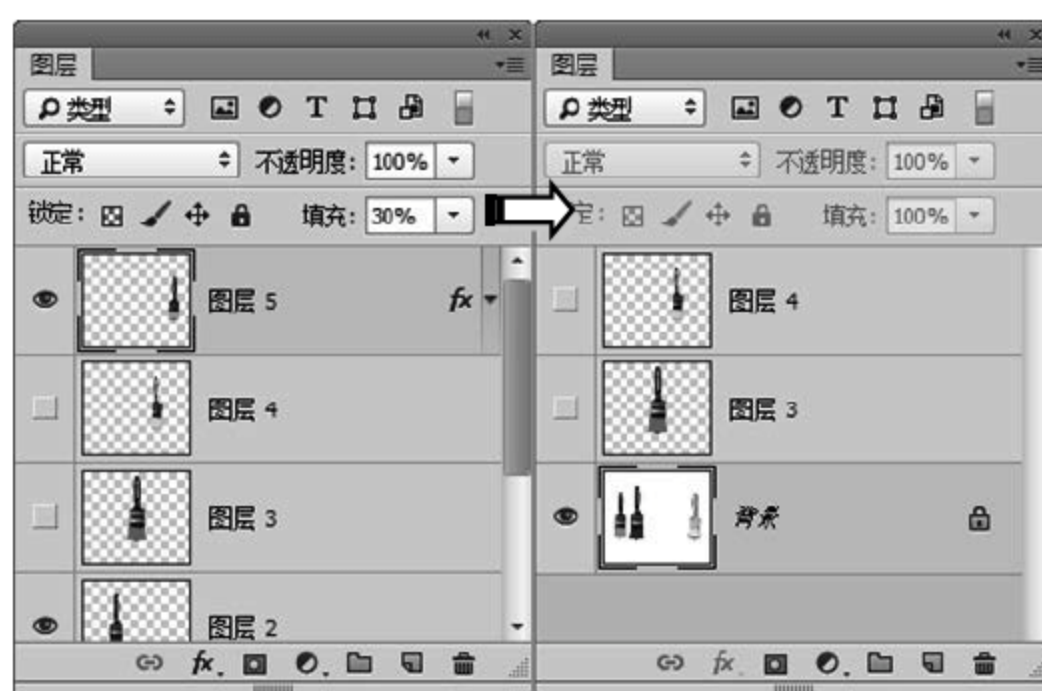 图层
类型 T
正常 不透明度: 100%
锁定: 填充: 30%
图层 5 fx
图层 4
图层 3
图层 2
fx.
图层
类型 T
正常 不透明度: 100%
定: 填充: 100%
图层 4
图层 3
背景
fx.